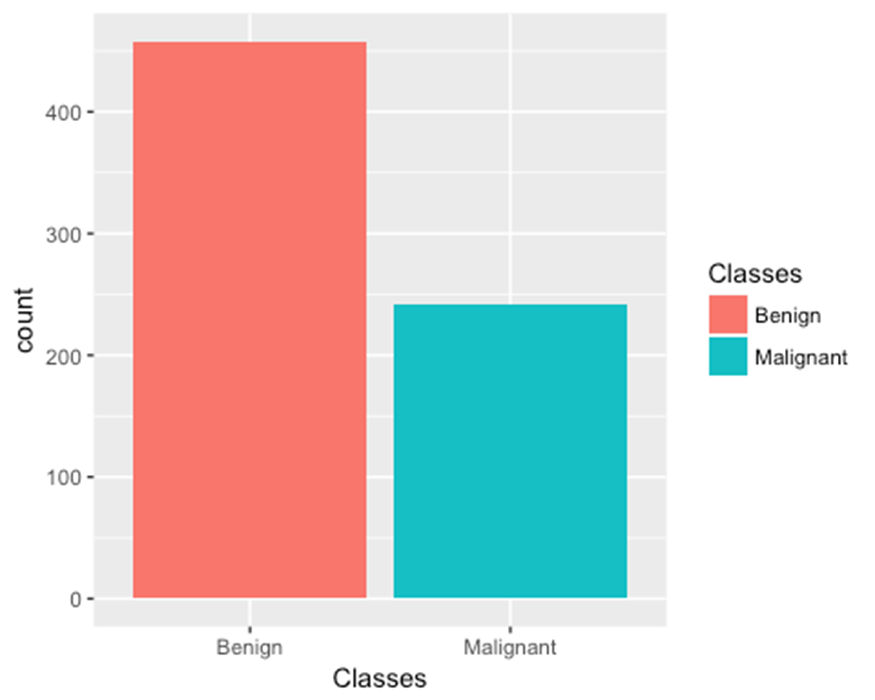 400
300
200
100
0
count
Benign
Malignant
Classes
Classes
Benign
Malignant